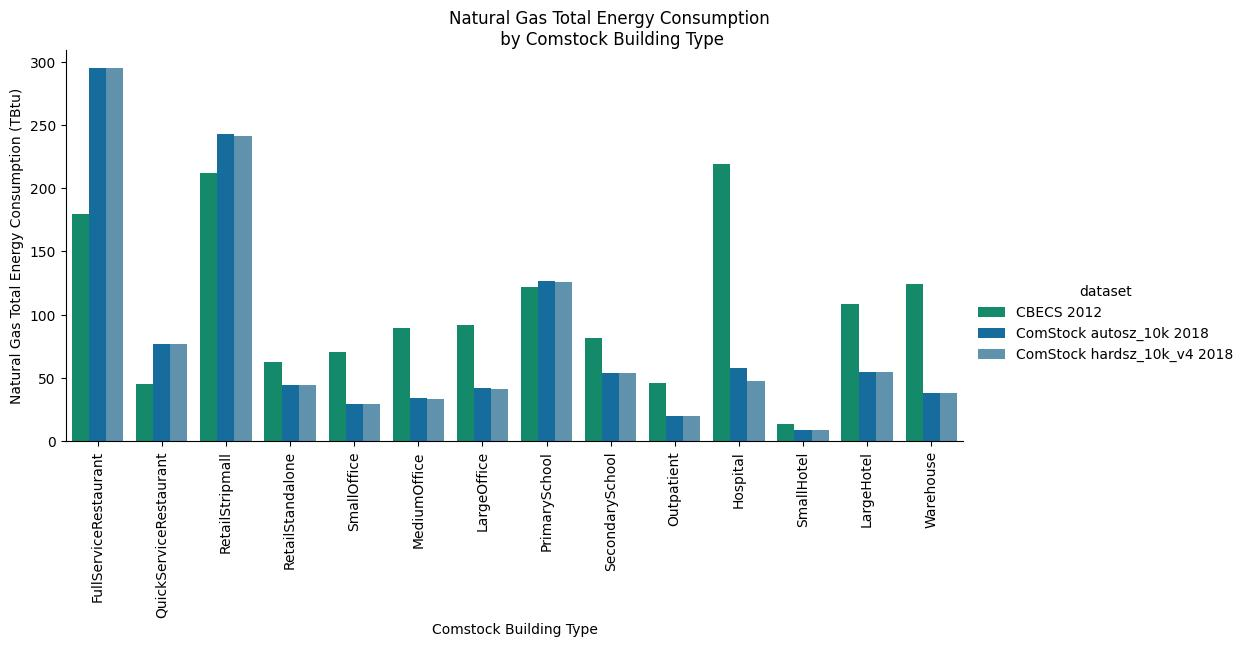 Natural Gas Total Energy Consumption
by Comstock Building Type
Natural Gas Total Energy Consumption (TBtu)
300
250
200
150
100
50
0
FullServiceRestaurant
QuickServiceRestaurant
RetailStripmall
RetailStandalone
SmallOffice
MediumOffice
LargeOffice
PrimarySchool
SecondarySchool
Outpatient
Hospital
SmallHotel
LargeHotel
Warehouse
Comstock Building Type
dataset
CBECS 2012
ComStock autosz_10k 2018
ComStock hardsz_10k_v4 2018